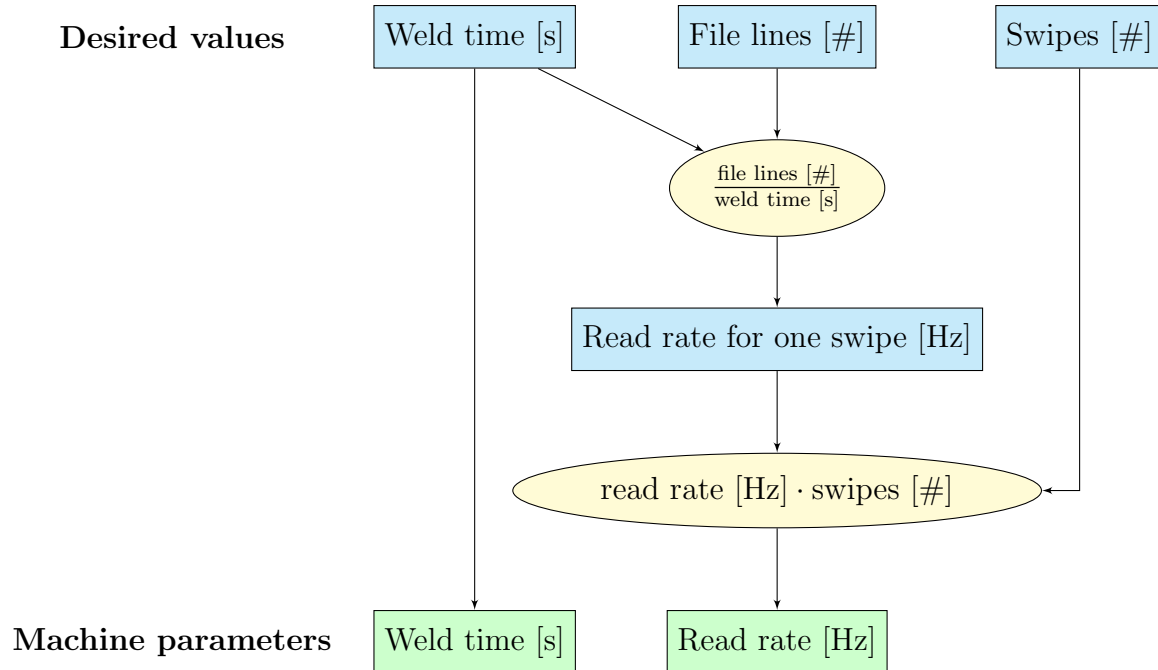 Desired values
Weld time [s]
File lines [#]
Swipes [#]
file lines [#]
weld time [s]
Read rate for one swipe [Hz]
read rate [Hz] · swipes [#]
Machine parameters
Weld time [s]
Read rate [Hz]